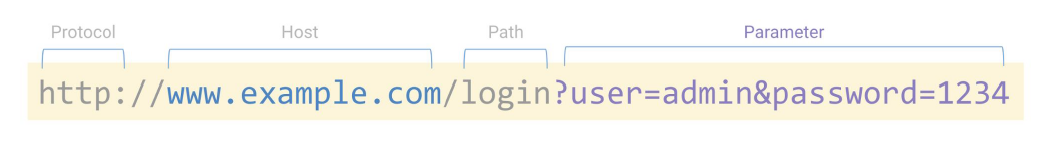 Protocol Host Path Parameter
http://www.example.com/login?user=admin&password=1234